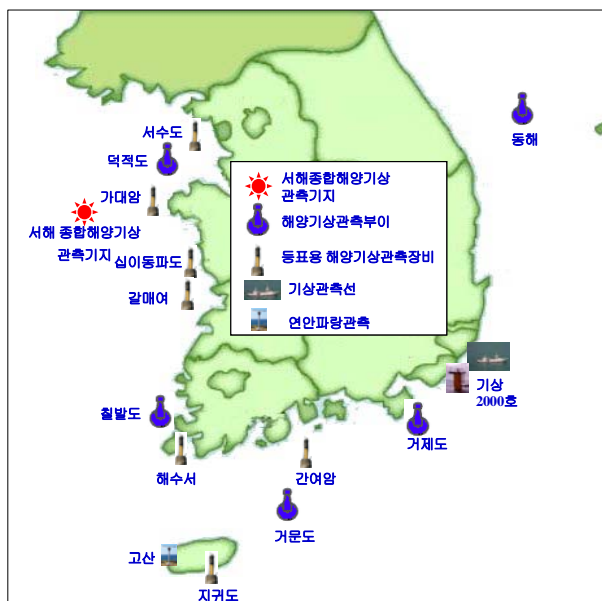 서수도
덕적도
가대암
서해 종합해양기상
관측기지
십이동파도
갈매여
동해
서해종합해양기상
관측기지
해양기상관측부이
등표용 해양기상관측장비
기상관측선
연안파랑관측
기상
2000호
칠발도
거제도
해수서
간여암
거문도
고산
지귀도